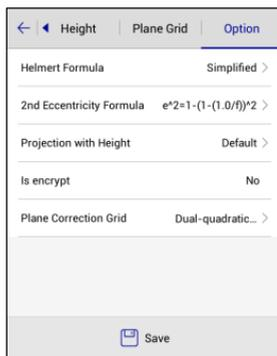 Height Plane Grid Option
Helmert Formula Simplified
2nd Eccentricity Formula e^2=1-(1-(1.0/f))^2
Projection with Height Default
Is encrypt No
Plane Correction Grid Dual-quadratic...
Save